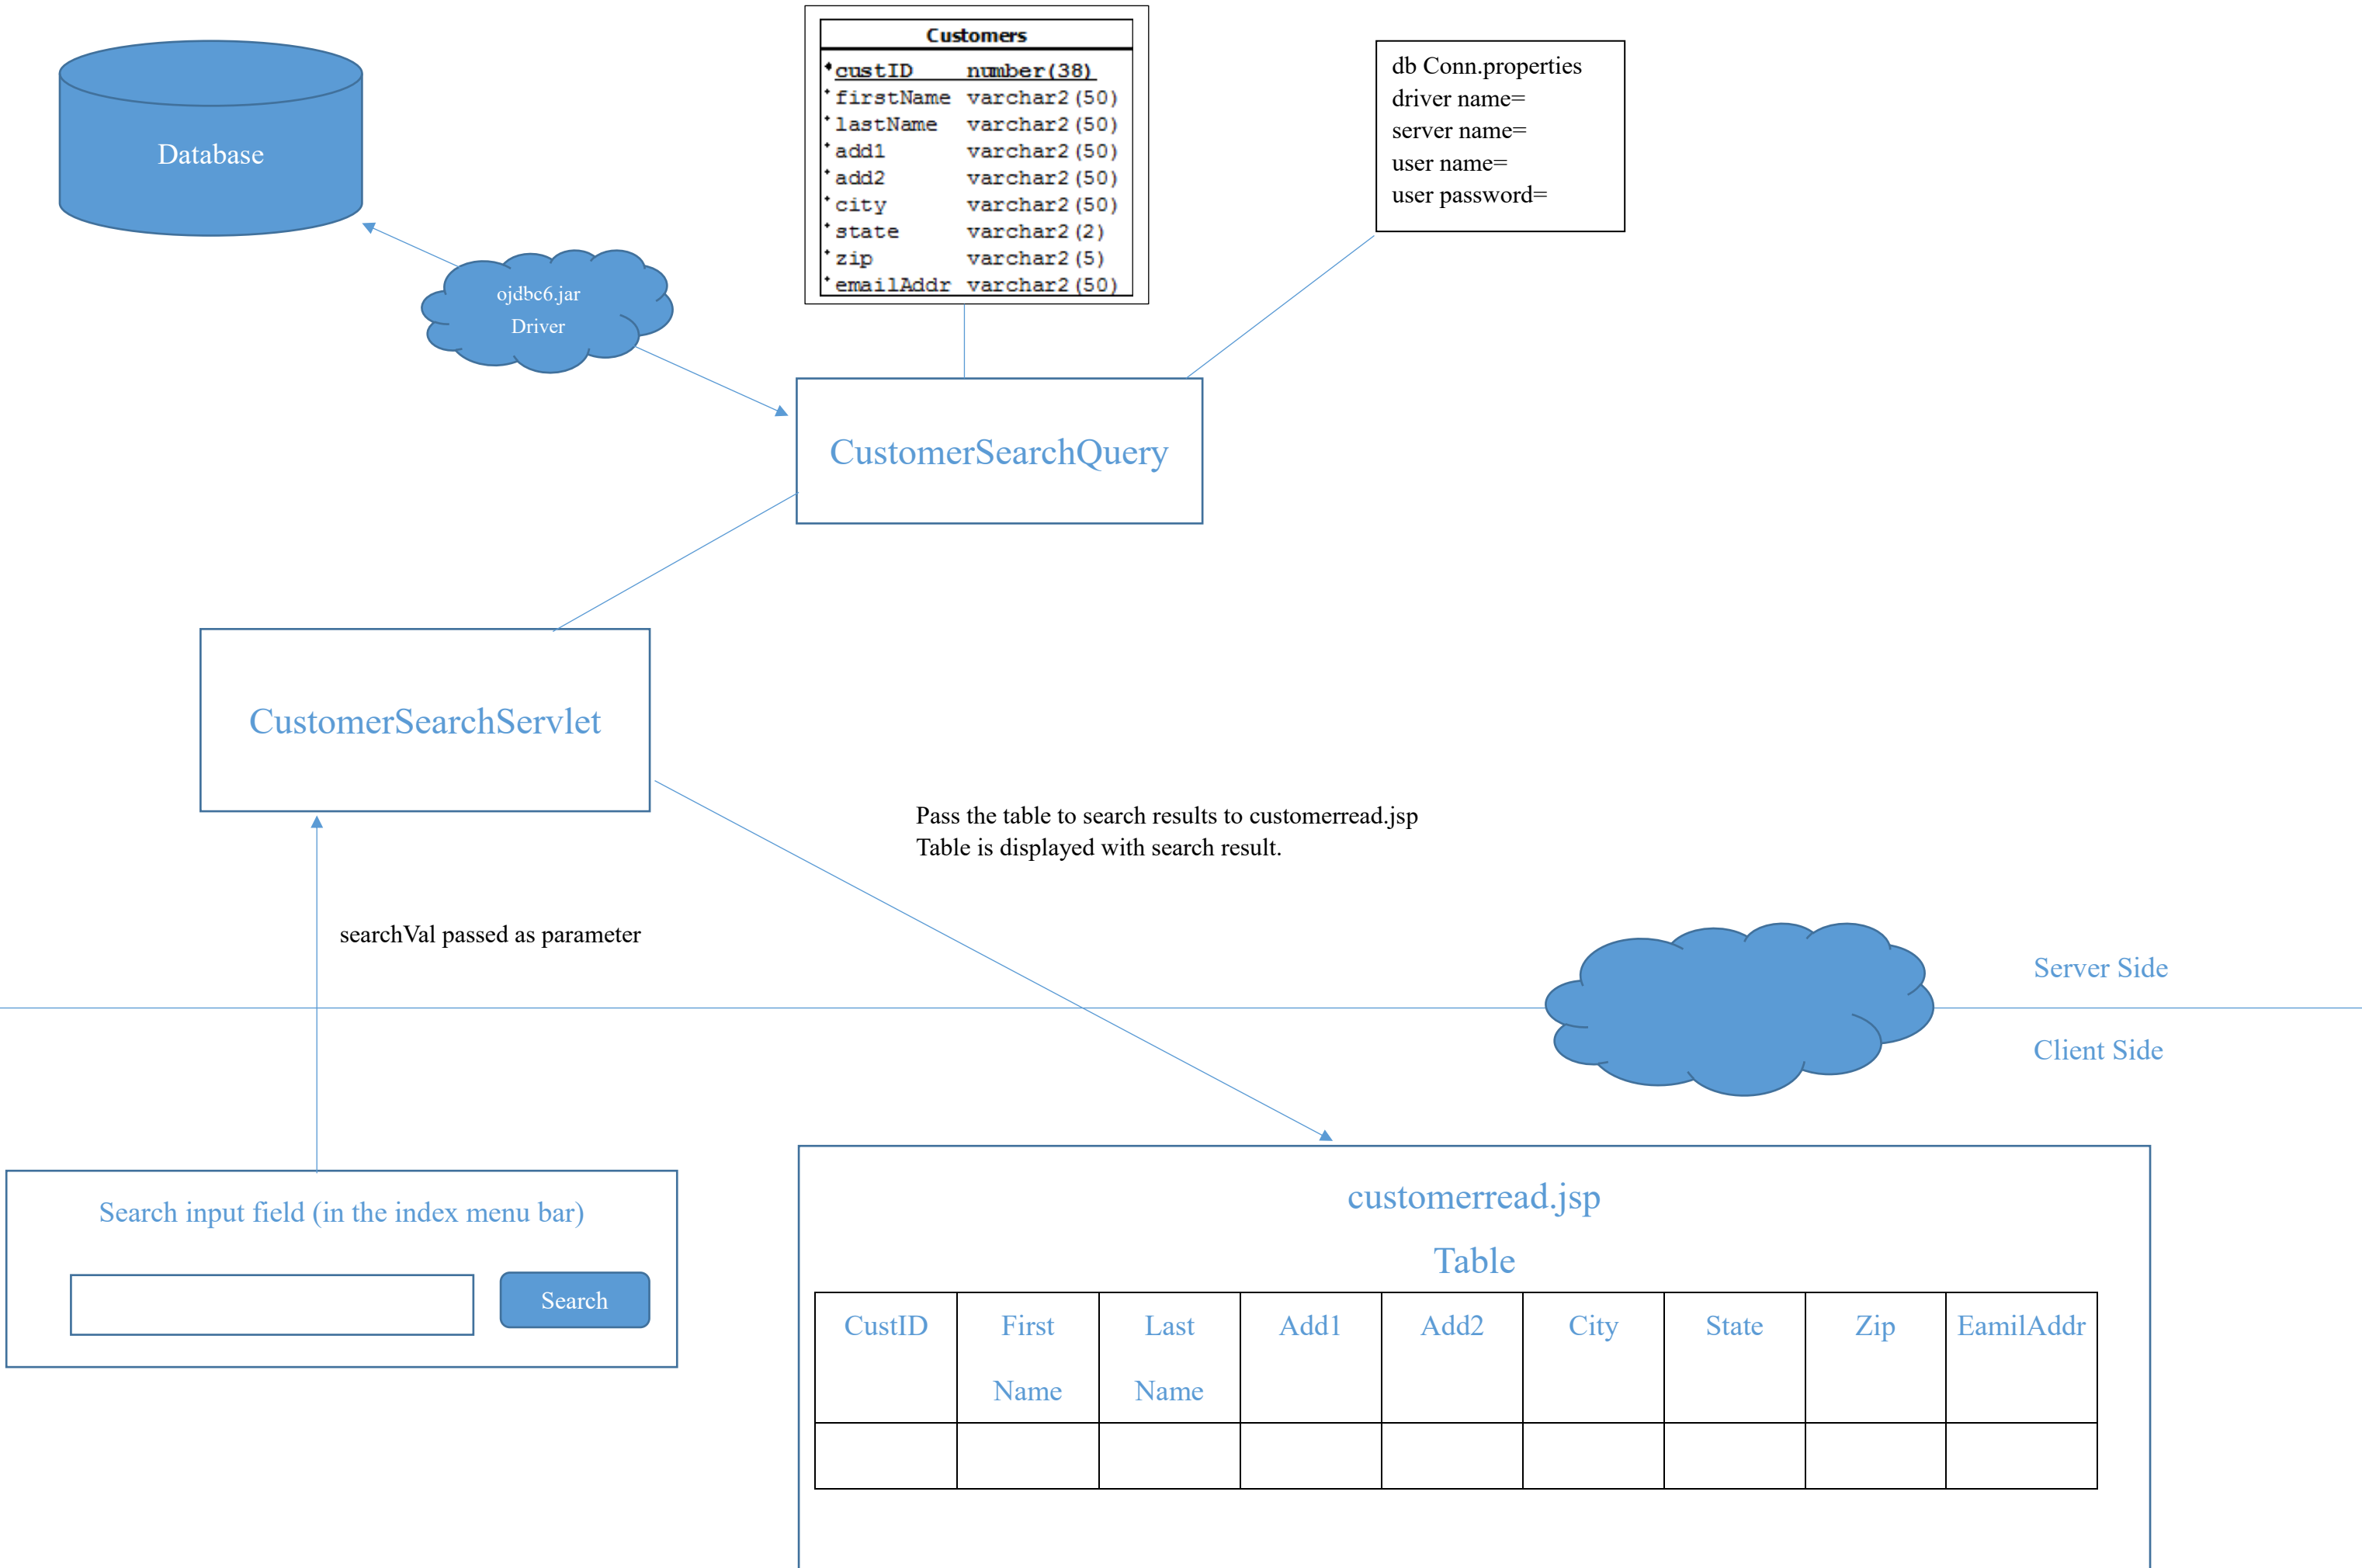 Customers
custID number(38)
firstName varchar2(50)
lastName varchar2(50)
add1 varchar2(50)
add2 varchar2(50)
city varchar2(50)
state varchar2(2)
zip varchar2(5)
emailAddr varchar2(50)
db Conn.properties
driver name=
server name=
user name=
user password=
Database
ojdbc6.jar
Driver
CustomerSearchQuery
CustomerSearchServlet
Pass the table to search results to customerread.jsp
Table is displayed with search result.
searchVal passed as parameter
Server Side
Client Side
Search input field (in the index menu bar)
Search
customerread.jsp
Table
CustID First Last Add1 Add2 City State Zip EamilAddr
Name Name